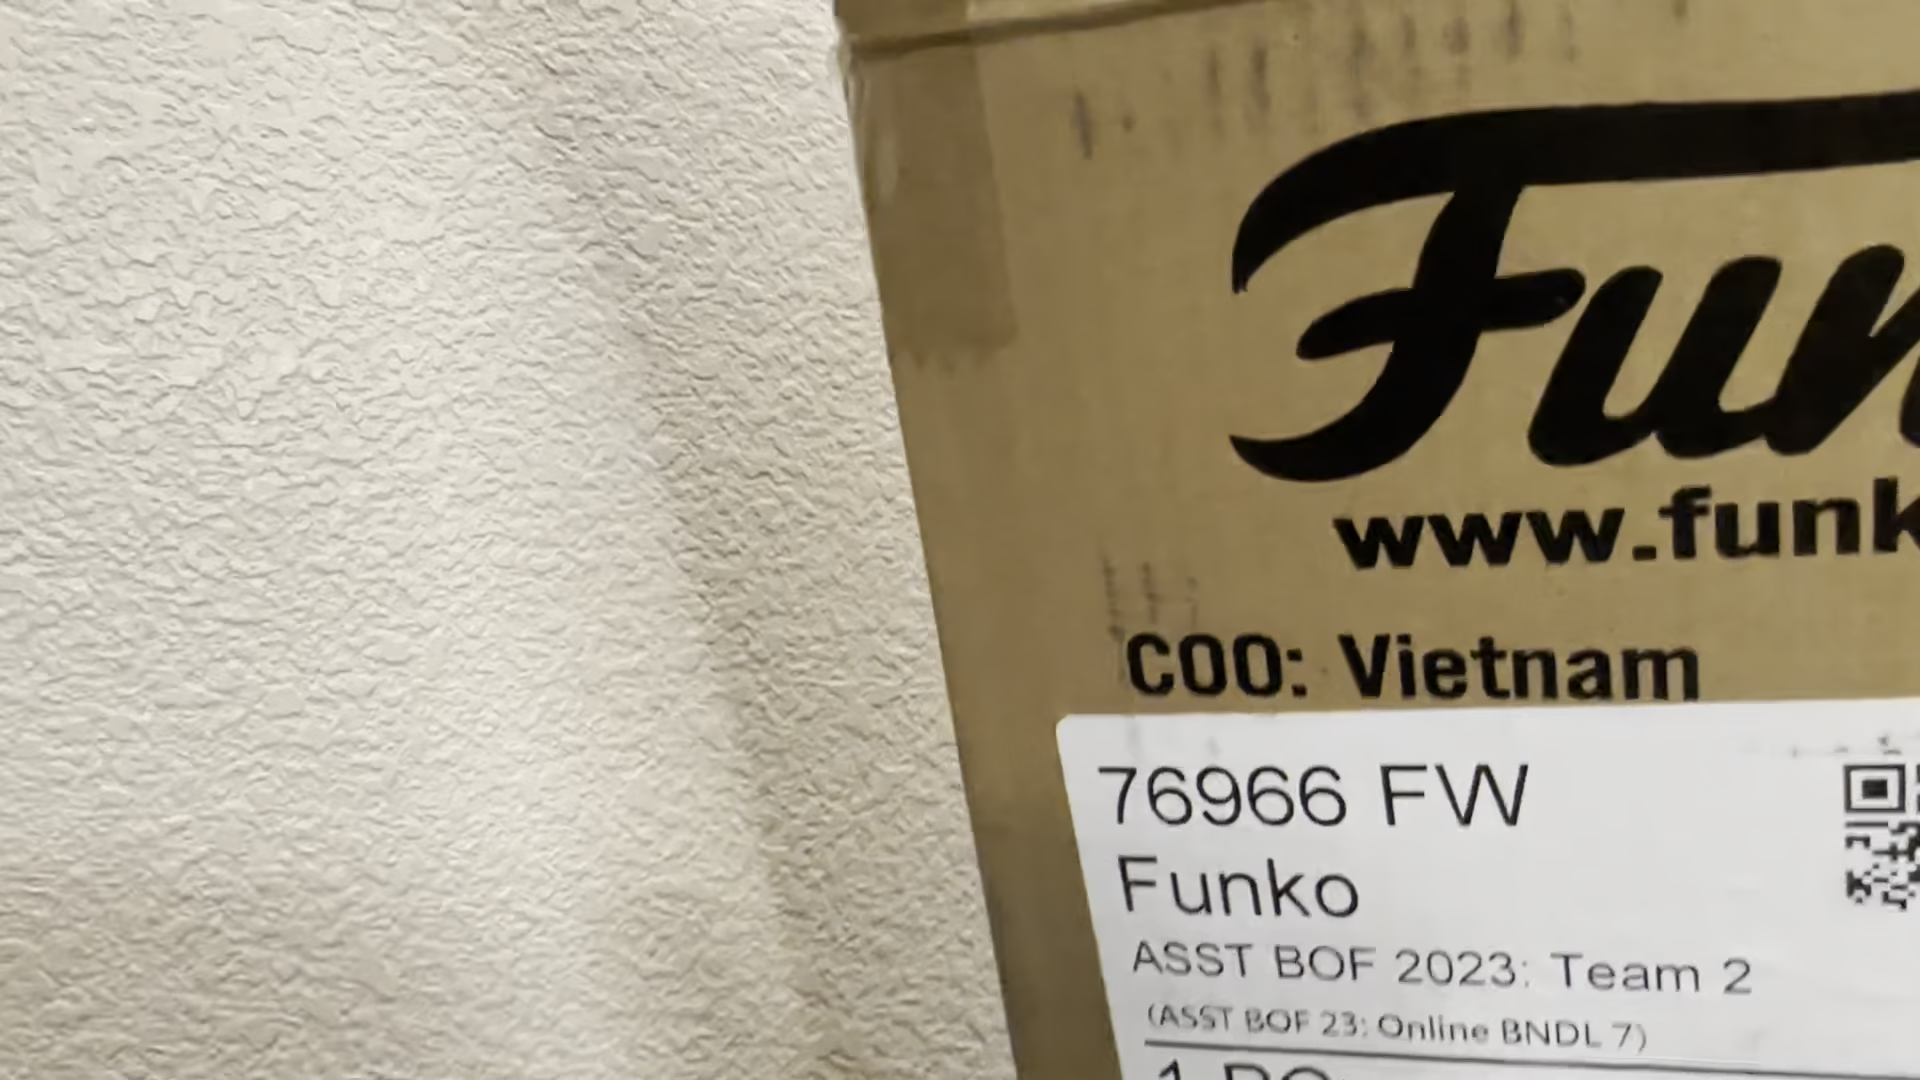 Fun
www.funk
COO: Vietnam
76966 FW
Funko
ASST BOF 2023: Team 2
(ASST BOF 23: Online BNDL 7)